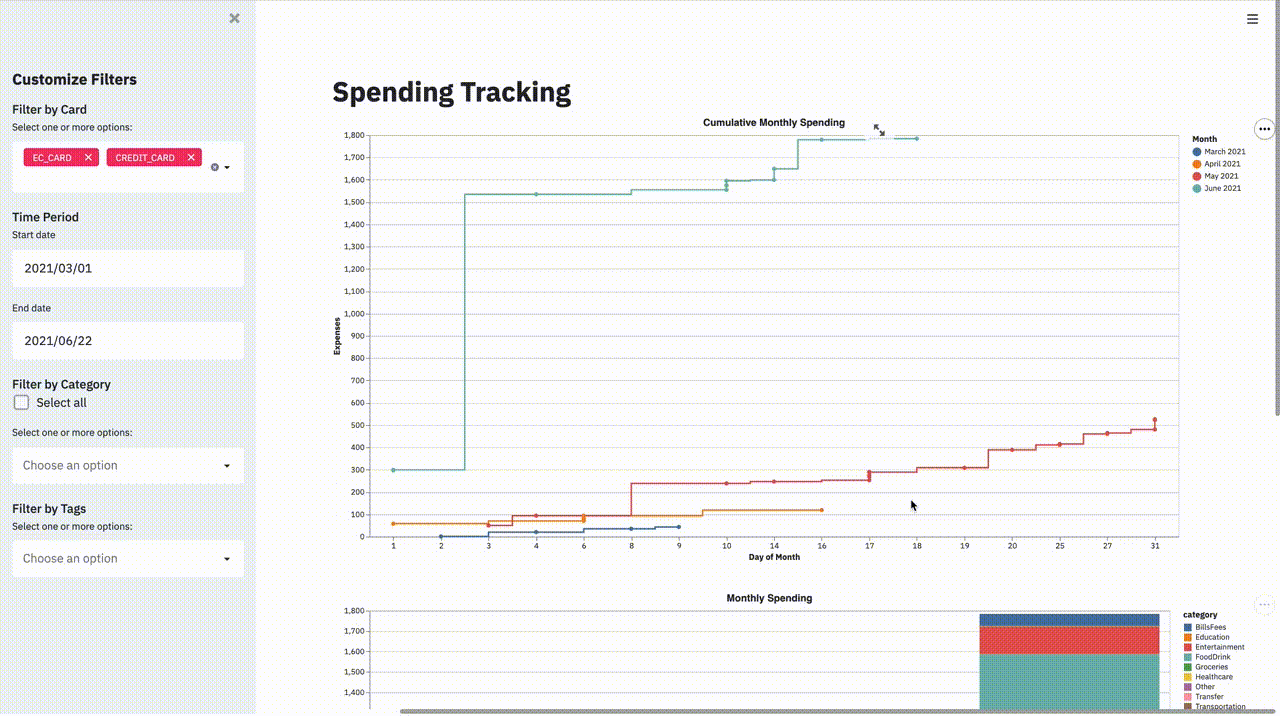 ×
Customize Filters
Filter by Card
Select one or more options:
EC_CARD × CREDIT_CARD ×
Time Period
Start date
2021/03/01
End date
2021/06/22
Filter by Category
Select all
Select one or more options:
Choose an option
Filter by Tags
Select one or more options:
Choose an option
Spending Tracking
Cumulative Monthly Spending
1,800
1,700
1,600
1,500
1,400
1,300
1,200
1,100
1,000
900
800
700
600
500
400
300
200
100
0
Expenses
1 2 3 4 6 8 9 10 14 16 17 18 19 20 25 27 31
Day of Month
Month
March 2021
April 2021
May 2021
June 2021
Monthly Spending
1,800
1,700
1,600
1,500
1,400
category
BillsFees
Education
Entertainment
FoodDrink
Groceries
Healthcare
Other
Transfer
Transportation